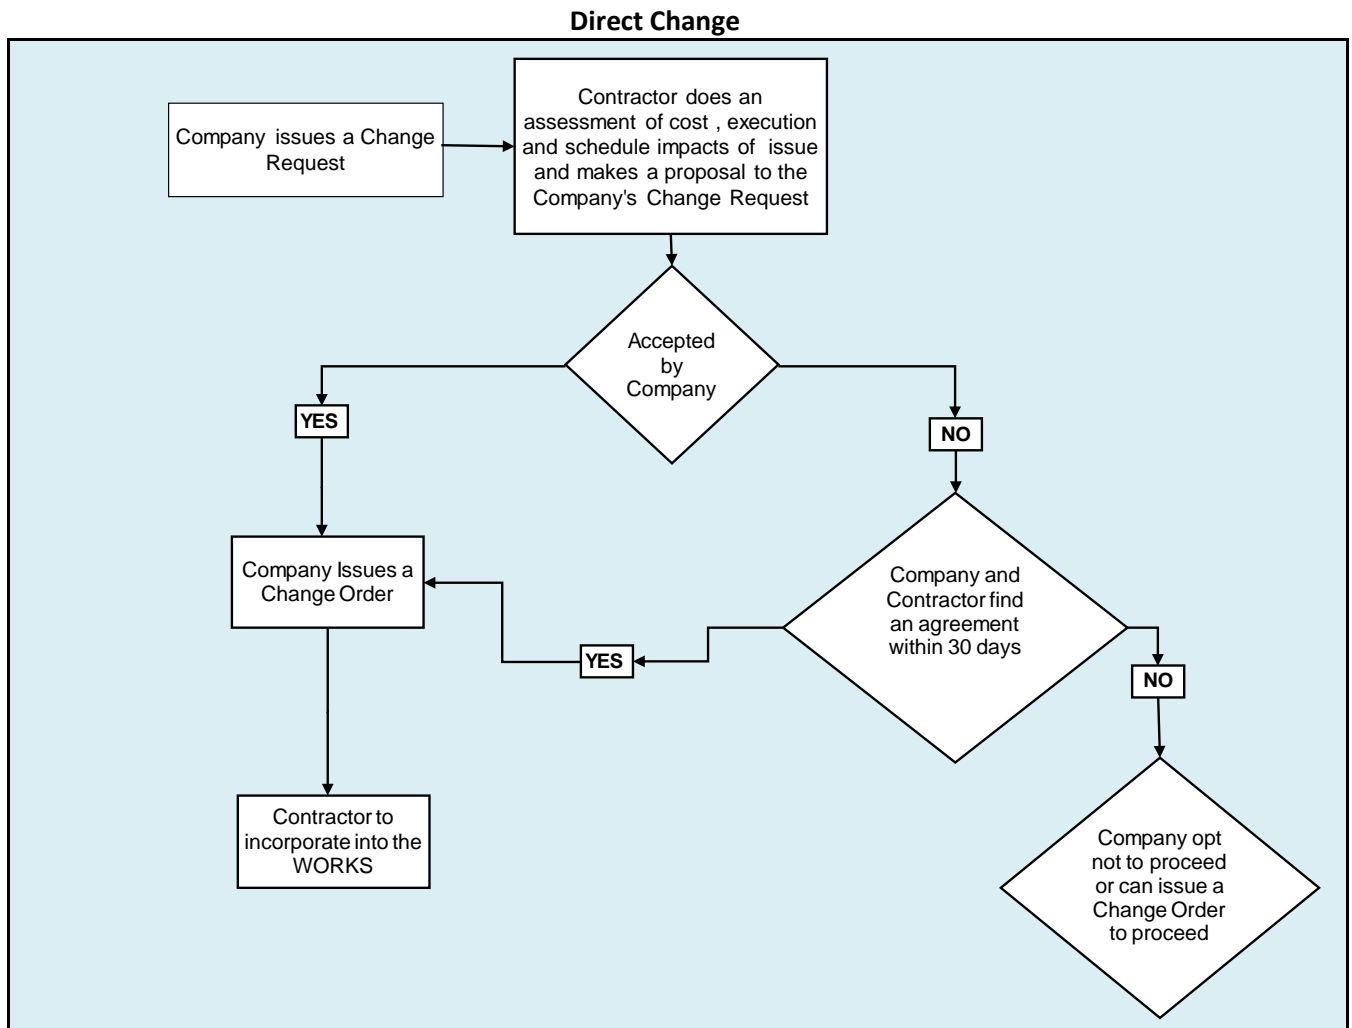 Direct Change
Company issues a Change
Request
Contractor does an
assessment of cost , execution
and schedule impacts of issue
and makes a proposal to the
Company's Change Request
Accepted
by
Company
YES
NO
Company Issues a
Change Order
Company and
Contractor find
an agreement
within 30 days
YES
NO
Contractor to
incorporate into the
WORKS
Company opt
not to proceed
or can issue a
Change Order
to proceed